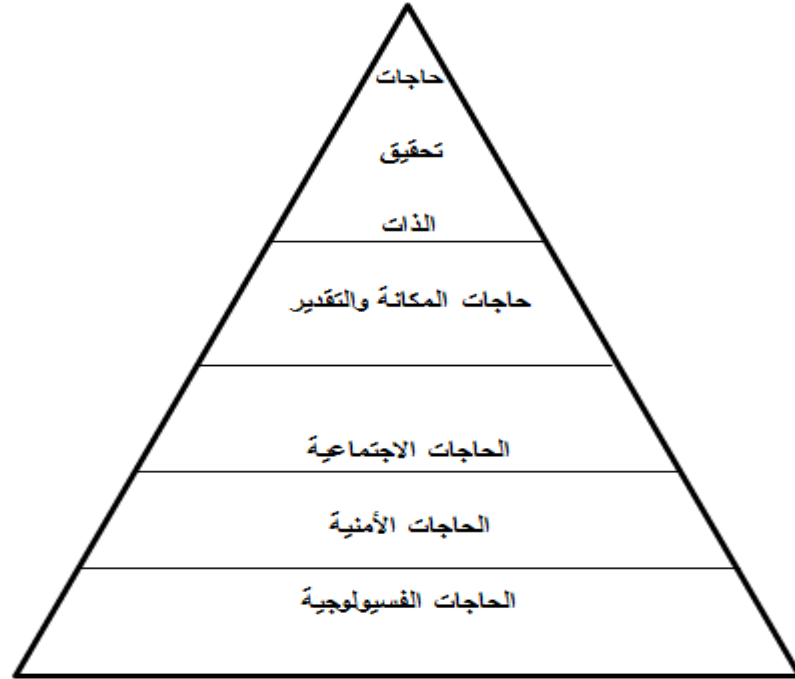 حاجات
تحقيق
الذات
حاجات المكانة والتقدير
الحاجات الاجتماعية
الحاجات الأمنية
الحاجات الفسيولوجية